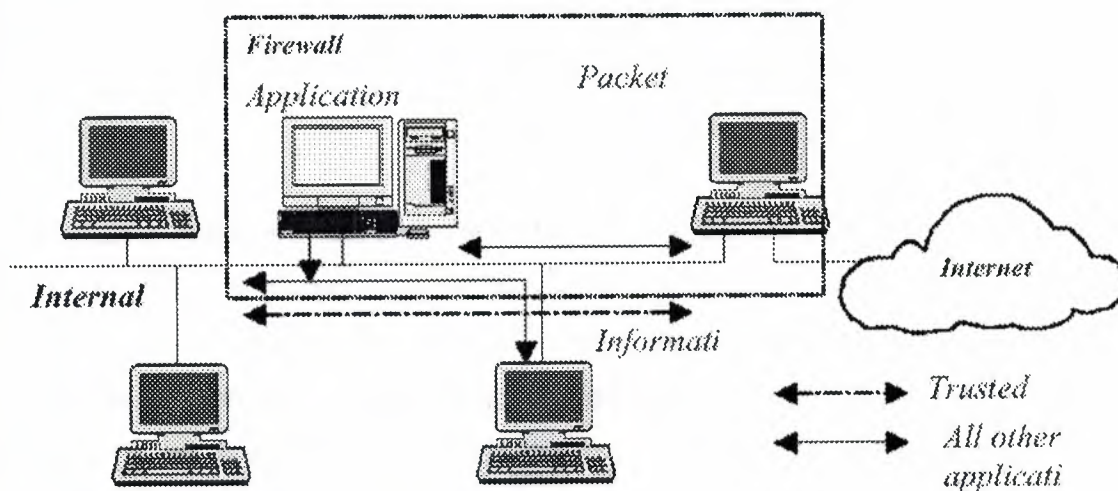 Firewall
Packet
Application
Internal
Internet
Informati
Trusted
All other
applicati